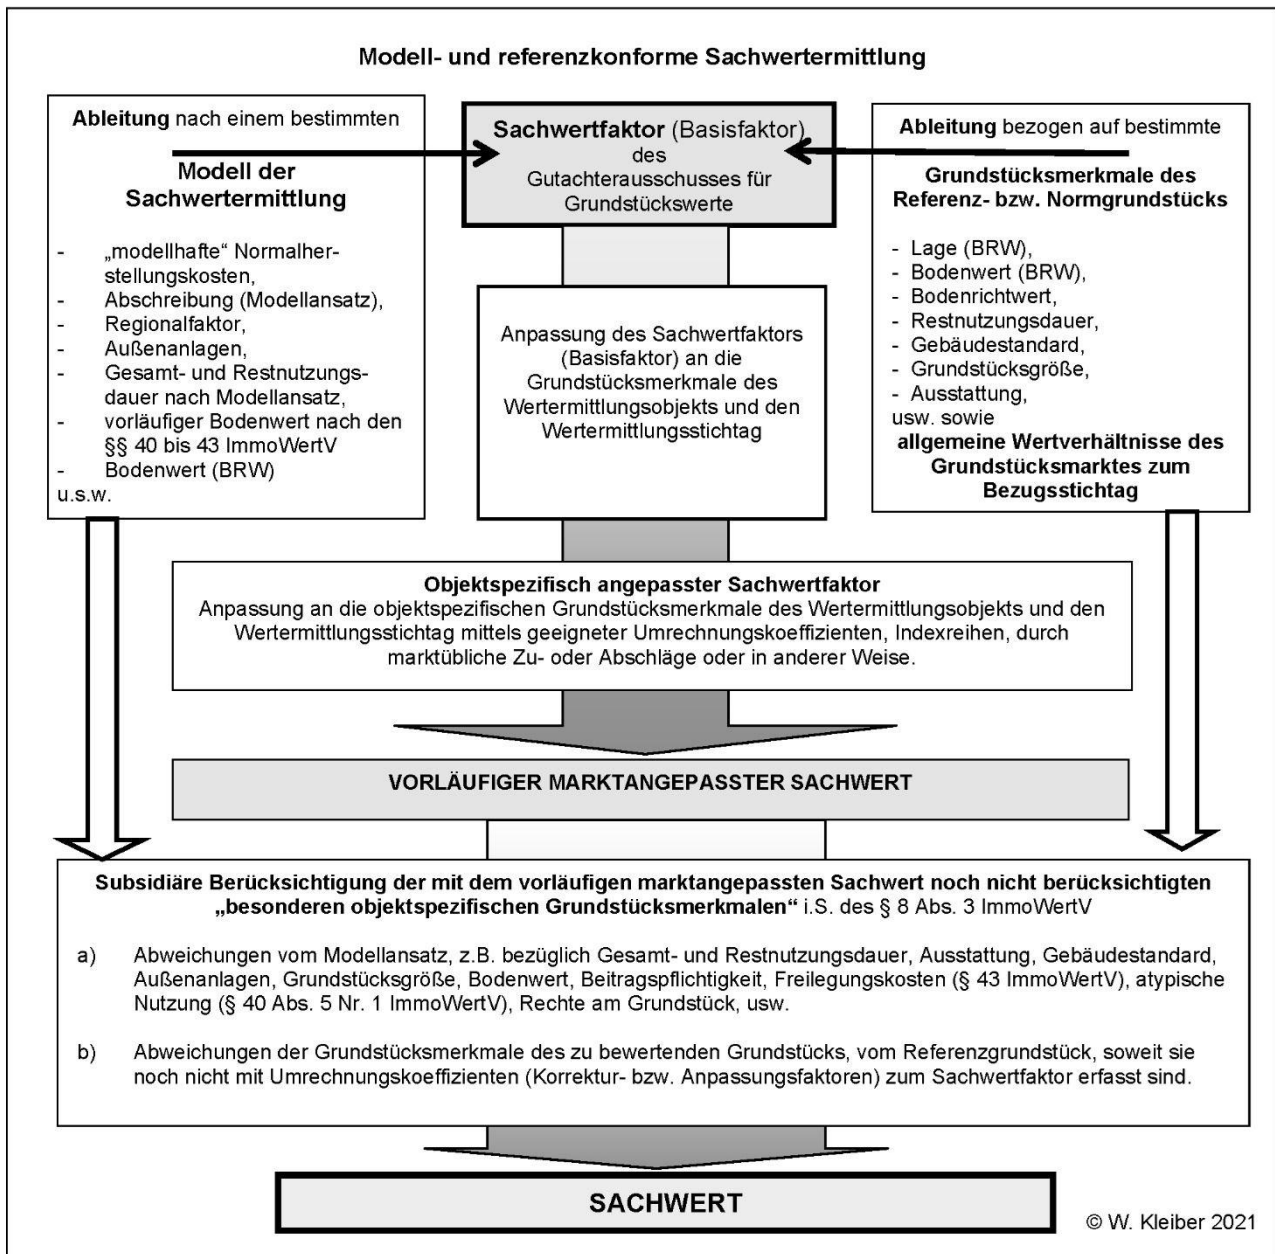 Modell- und referenzkonforme Sachwertermittlung
Ableitung nach einem bestimmten
Modell der
Sachwertermittlung
- „modellhafte“ Normalher-
stellungskosten,
- Abschreibung (Modellansatz),
- Regionalfaktor,
- Außenanlagen,
- Gesamt- und Restnutzungs-
dauer nach Modellansatz,
- vorläufiger Bodenwert nach den
§§ 40 bis 43 ImmoWertV
- Bodenwert (BRW)
u.s.w.
Sachwertfaktor (Basisfaktor)
des
Gutachterausschusses für
Grundstückswerte
Anpassung des Sachwertfaktors
(Basisfaktor) an die
Grundstücksmerkmale des
Wertermittlungsobjekts und den
Wertermittlungsstichtag
Ableitung bezogen auf bestimmte
Grundstücksmerkmale des
Referenz- bzw. Normgrundstücks
- Lage (BRW),
- Bodenwert (BRW),
- Bodenrichtwert,
- Restnutzungsdauer,
- Gebäudestandard,
- Grundstücksgröße,
- Ausstattung,
usw. sowie
allgemeine Wertverhältnisse des
Grundstücksmarktes zum
Bezugsstichtag
Objektspezifisch angepasster Sachwertfaktor
Anpassung an die objektspezifischen Grundstücksmerkmale des Wertermittlungsobjekts und den
Wertermittlungsstichtag mittels geeigneter Umrechnungskoeffizienten, Indexreihen, durch
marktübliche Zu- oder Abschläge oder in anderer Weise.
VORLÄUFIGER MARKTANGEPASSTER SACHWERT
Subsidiäre Berücksichtigung der mit dem vorläufigen marktangepassten Sachwert noch nicht berücksichtigten
„besonderen objektspezifischen Grundstücksmerkmalen“ i.S. des § 8 Abs. 3 ImmoWertV
a) Abweichungen vom Modellansatz, z.B. bezüglich Gesamt- und Restnutzungsdauer, Ausstattung, Gebäudestandard,
Außenanlagen, Grundstücksgröße, Bodenwert, Beitragspflichtigkeit, Freilegungskosten (§ 43 ImmoWertV), atypische
Nutzung (§ 40 Abs. 5 Nr. 1 ImmoWertV), Rechte am Grundstück, usw.
b) Abweichungen der Grundstücksmerkmale des zu bewertenden Grundstücks, vom Referenzgrundstück, soweit sie
noch nicht mit Umrechnungskoeffizienten (Korrektur- bzw. Anpassungsfaktoren) zum Sachwertfaktor erfasst sind.
SACHWERT
© W. Kleiber 2021